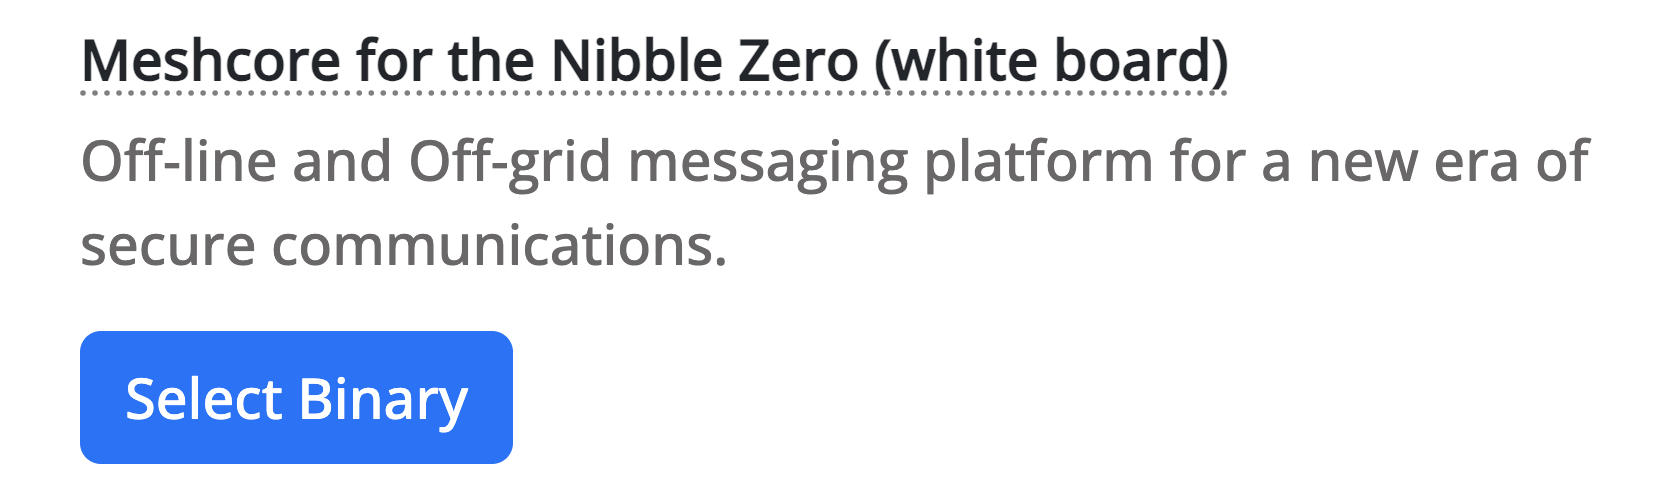 Meshcore for the Nibble Zero (white board)
Off-line and Off-grid messaging platform for a new era of
secure communications.
Select Binary